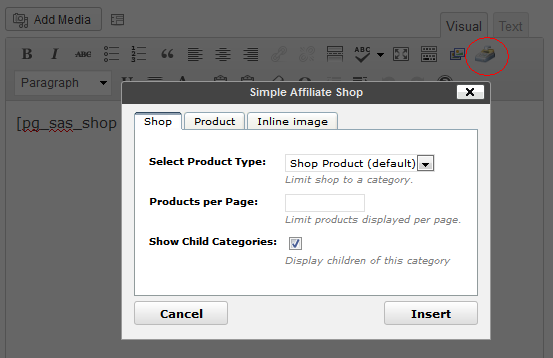 Add Media
Visual
Text
B I ABC
ABC
Paragraph
U
Simple Affiliate Shop
[pg_sas_shop
Shop
Product
Inline image
Select Product Type:
Shop Product (default)
Limit shop to a category.
Products per Page:
Limit products displayed per page.
Show Child Categories:
Display children of this category
Cancel
Insert